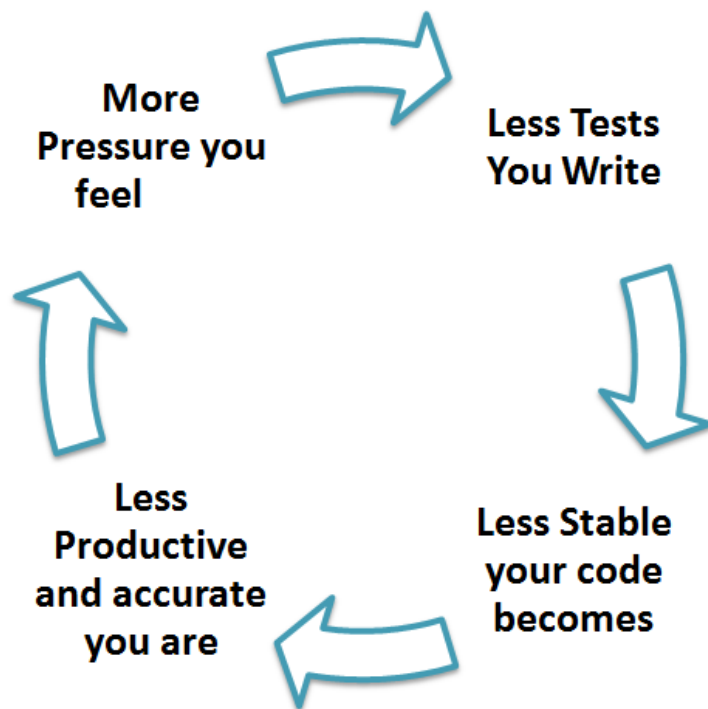 More
Pressure you
feel
Less Tests
You Write
Less Stable
your code
becomes
Less
Productive
and accurate
you are